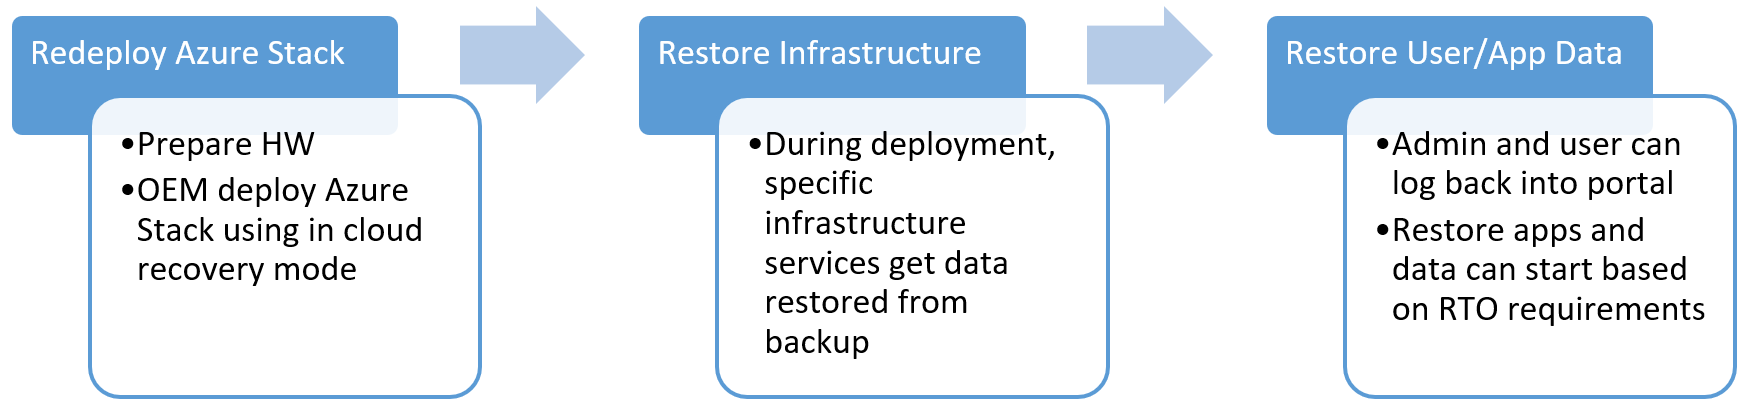 Redeploy Azure Stack
•Prepare HW
•OEM deploy Azure
Stack using in cloud
recovery mode
Restore Infrastructure
•During deployment,
specific
infrastructure
services get data
restored from
backup
Restore User/App Data
•Admin and user can
log back into portal
•Restore apps and
data can start based
on RTO requirements